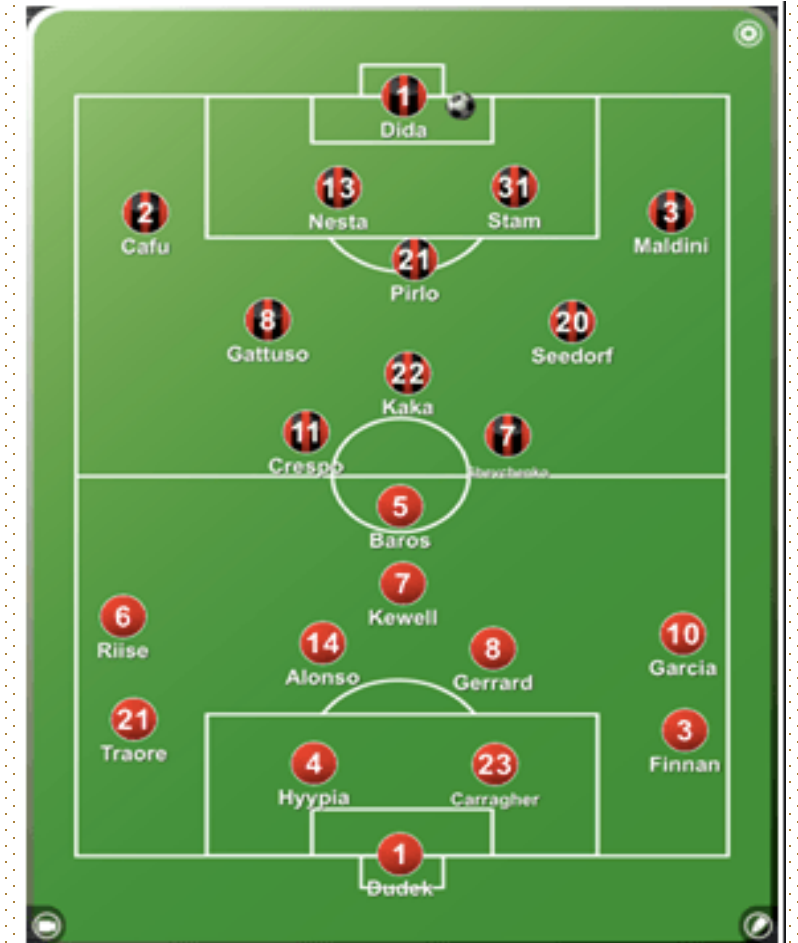 1
Dida
13
31
Nesta
Stam
2
3
Cafu
Maldini
21
Pirlo
8
20
Gattuso
Seedorf
22
Kaka
11
7
Crespo
5
Baros
7
Kewell
6
10
Riise
Garcia
14
8
Alonso
Gerrard
21
3
Traore
Finnan
4
23
Hyypia
Carragher
1
Dudek